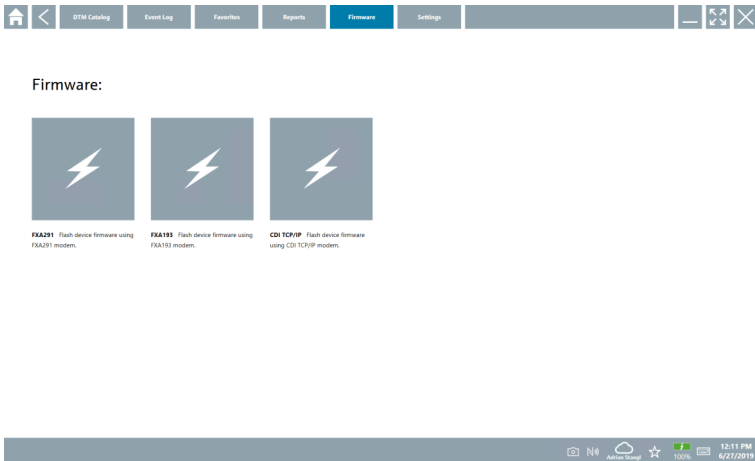 DTM Catalog
Event Log
Favorites
Reports
Firmware
Settings
Firmware:
FXA291 Flash device firmware using
FXA291 modem.
FXA193 Flash device firmware using
FXA193 modem.
CDI TCP/IP Flash device firmware
using CDI TCP/IP modem.
Adrian Stangl
100%
12:11 PM
6/27/2019